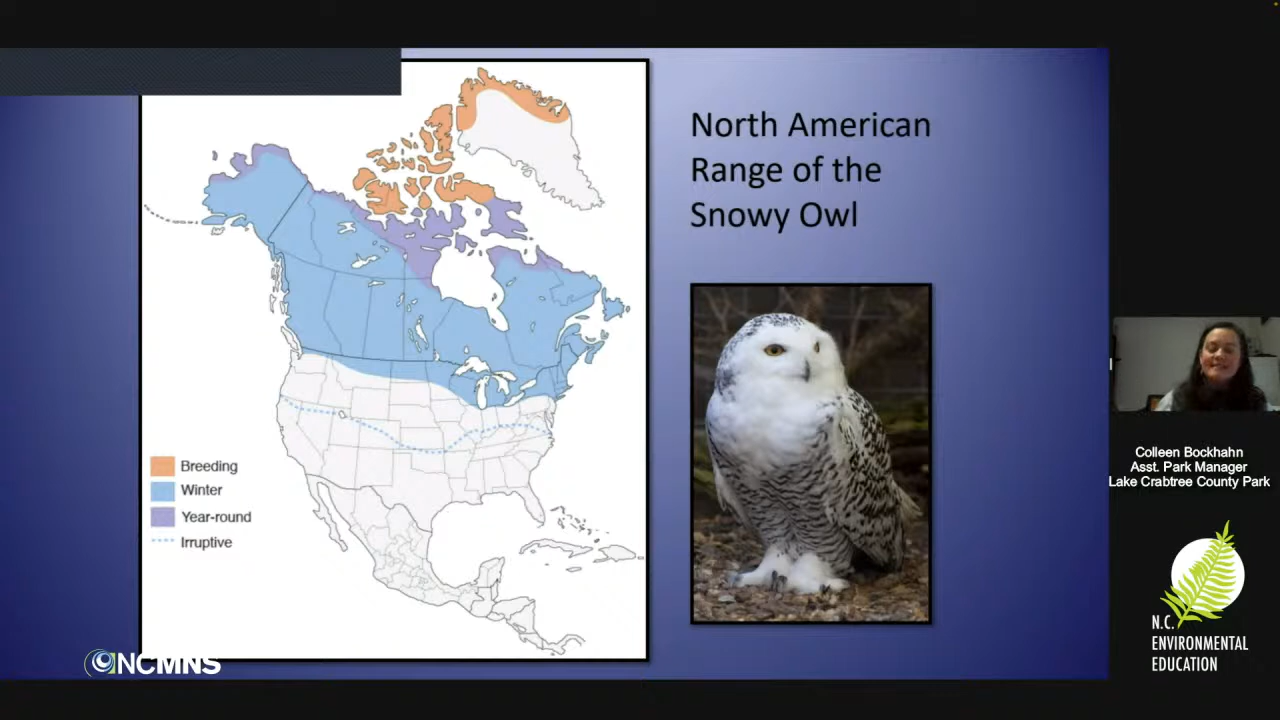 North American
Range of the
Snowy Owl
Breeding
Winter
Year-round
Irruptive
NCMNS
Colleen Bockhahn
Asst. Park Manager
Lake Crabtree County Park
N.C.
ENVIRONMENTAL
EDUCATION